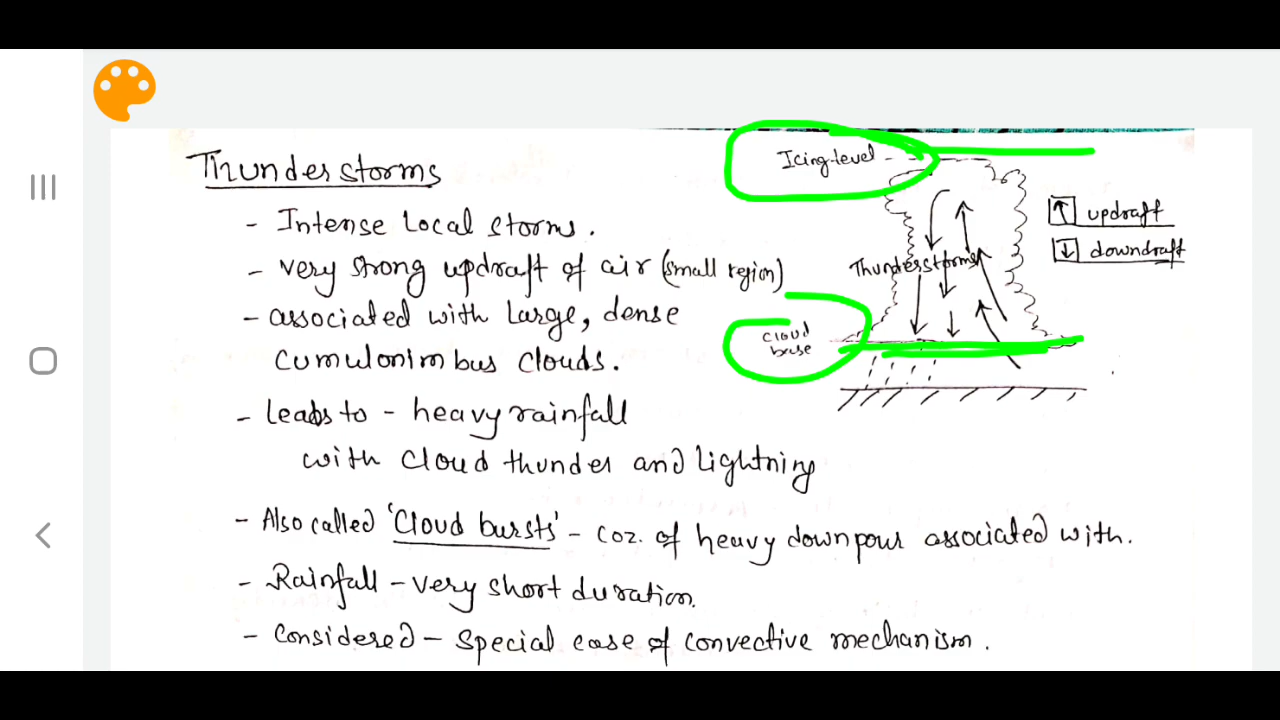 Thunderstorms
- Intense Local storms.
- very strong updraft of air (small region)
- associated with Large, dense
cumulonimbus clouds.
- Leads to - heavy rainfall
with cloud thunder and lightning
- Also called 'Cloud bursts' - coz. of heavy downpour associated with.
- Rainfall - very short duration.
- Considered - special case of convective mechanism.
Icing-level
↑ updraft
↓ downdraft
Thunderstorms
cloud
base